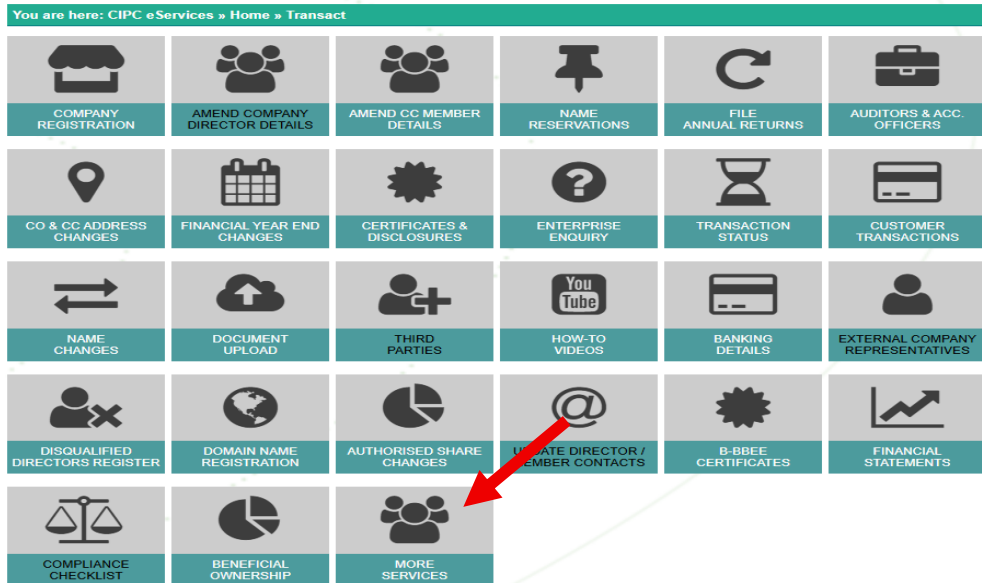 You are here: CIPC eServices » Home » Transact
COMPANY
REGISTRATION
AMEND COMPANY
DIRECTOR DETAILS
AMEND CC MEMBER
DETAILS
NAME
RESERVATIONS
FILE
ANNUAL RETURNS
AUDITORS & ACC.
OFFICERS
CO & CC ADDRESS
CHANGES
FINANCIAL YEAR END
CHANGES
CERTIFICATES &
DISCLOSURES
ENTERPRISE
ENQUIRY
TRANSACTION
STATUS
CUSTOMER
TRANSACTIONS
NAME
CHANGES
DOCUMENT
UPLOAD
THIRD
PARTIES
You
Tube
HOW-TO
VIDEOS
BANKING
DETAILS
EXTERNAL COMPANY
REPRESENTATIVES
DISQUALIFIED
DIRECTORS REGISTER
DOMAIN NAME
REGISTRATION
AUTHORISED SHARE
CHANGES
@
UPDATE DIRECTOR /
MEMBER CONTACTS
B-BBEE
CERTIFICATES
FINANCIAL
STATEMENTS
COMPLIANCE
CHECKLIST
BENEFICIAL
OWNERSHIP
MORE
SERVICES